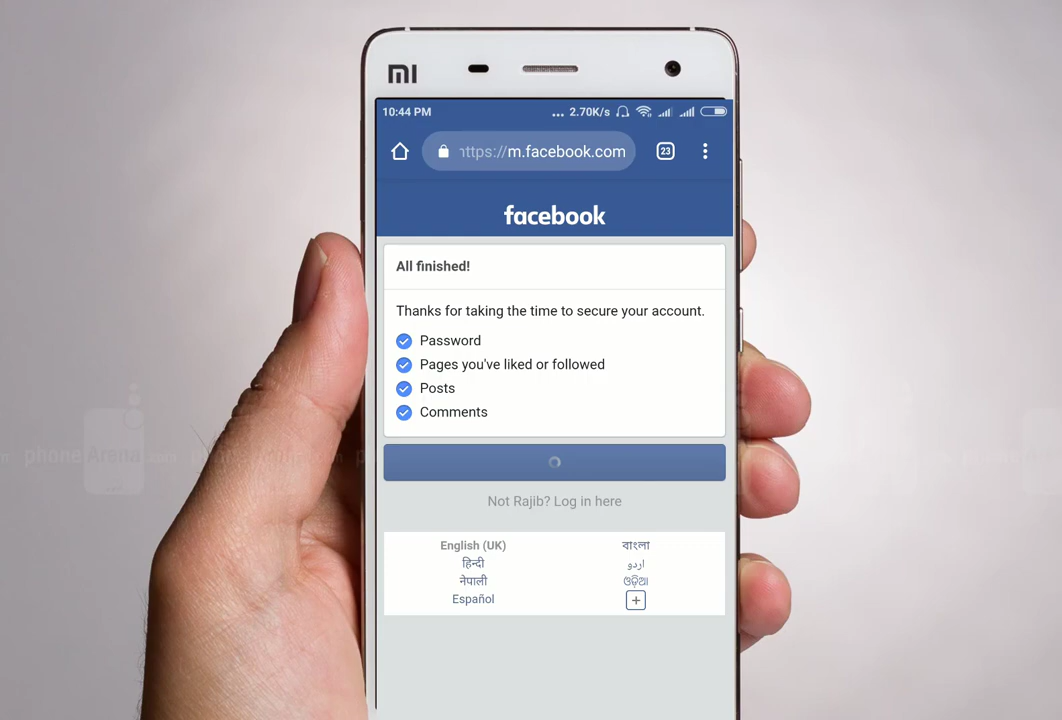 mi
10:44 PM
... 2.70K/s
https://m.facebook.com
23
facebook
All finished!
Thanks for taking the time to secure your account.
Password
Pages you've liked or followed
Posts
Comments
phoneArena.com
Not Rajib? Log in here
English (UK) বাংলা
हिन्दी اردو
नेपाली ଓଡ଼ିଆ
Español +